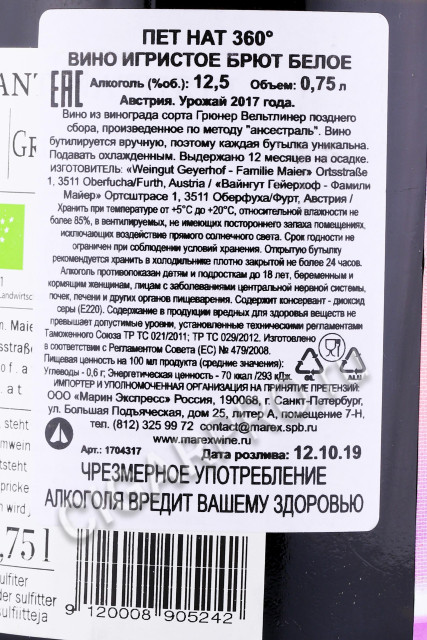 ПЕТ НАТ 360°
ВИНО ИГРИСТОЕ БРЮТ БЕЛОЕ
ЕАС Алкоголь (%об.): 12,5 Объем: 0,75 л
Австрия. Урожай 2017 года.
Вино из винограда сорта Грюнер Вельтлинер позднего
сбора, произведенное по методу "ансестраль". Вино
бутилируется вручную, поэтому каждая бутылка уникальна.
Подавать охлажденным. Выдержано 12 месяцев на осадке.
ИЗГОТОВИТЕЛЬ: «Weingut Geyerhof - Familie Maier» Ortsstraße
1, 3511 Oberfucha/Furth, Austria / «Вайнгут Гейерхоф - Фамили
Майер» Ортсштрасе 1, 3511 Оберфуха/Фурт, Австрия /
Хранить при температуре от +5°С до +20°С, относительной влажности не
более 85%, в вентилируемых, не имеющих постороннего запаха помещениях,
исключающих воздействие прямого солнечного света. Срок годности не
ограничен при соблюдении условий хранения. Открытую бутылку
рекомендуется хранить в холодильнике плотно закрытой не более 24 часов.
Алкоголь противопоказан детям и подросткам до 18 лет, беременным и
кормящим женщинам, лицам с заболеваниями центральной нервной системы,
почек, печени и других органов пищеварения. Содержит консервант - диоксид
серы (Е220). Содержание в продукции вредных для здоровья веществ не
превышает допустимые уровни, установленные техническими регламентами
Таможенного Союза ТР ТС 021/2011; ТР ТС 029/2012. Изготовлено
в соответствии с Регламентом Совета (ЕС) № 479/2008.
Пищевая ценность на 100 мл продукта (средние значения):
Углеводы - 0,6 г; Энергетическая ценность - 70 ккал /293 кДж.
ИМПОРТЕР И УПОЛНОМОЧЕННАЯ ОРГАНИЗАЦИЯ НА ПРИНЯТИЕ ПРЕТЕНЗИЙ:
ООО «Марин Экспресс» Россия, 190068, г. Санкт-Петербург,
ул. Большая Подъяческая, дом 25, литер А, помещение 7-Н,
тел. (812) 325 99 72 contact@marex.spb.ru
www.marexwine.ru
Арт.: 1704317 Дата розлива: 12.10.19
ЧРЕЗМЕРНОЕ УПОТРЕБЛЕНИЕ
АЛКОГОЛЯ ВРЕДИТ ВАШЕМУ ЗДОРОВЬЮ
9 120008 905242